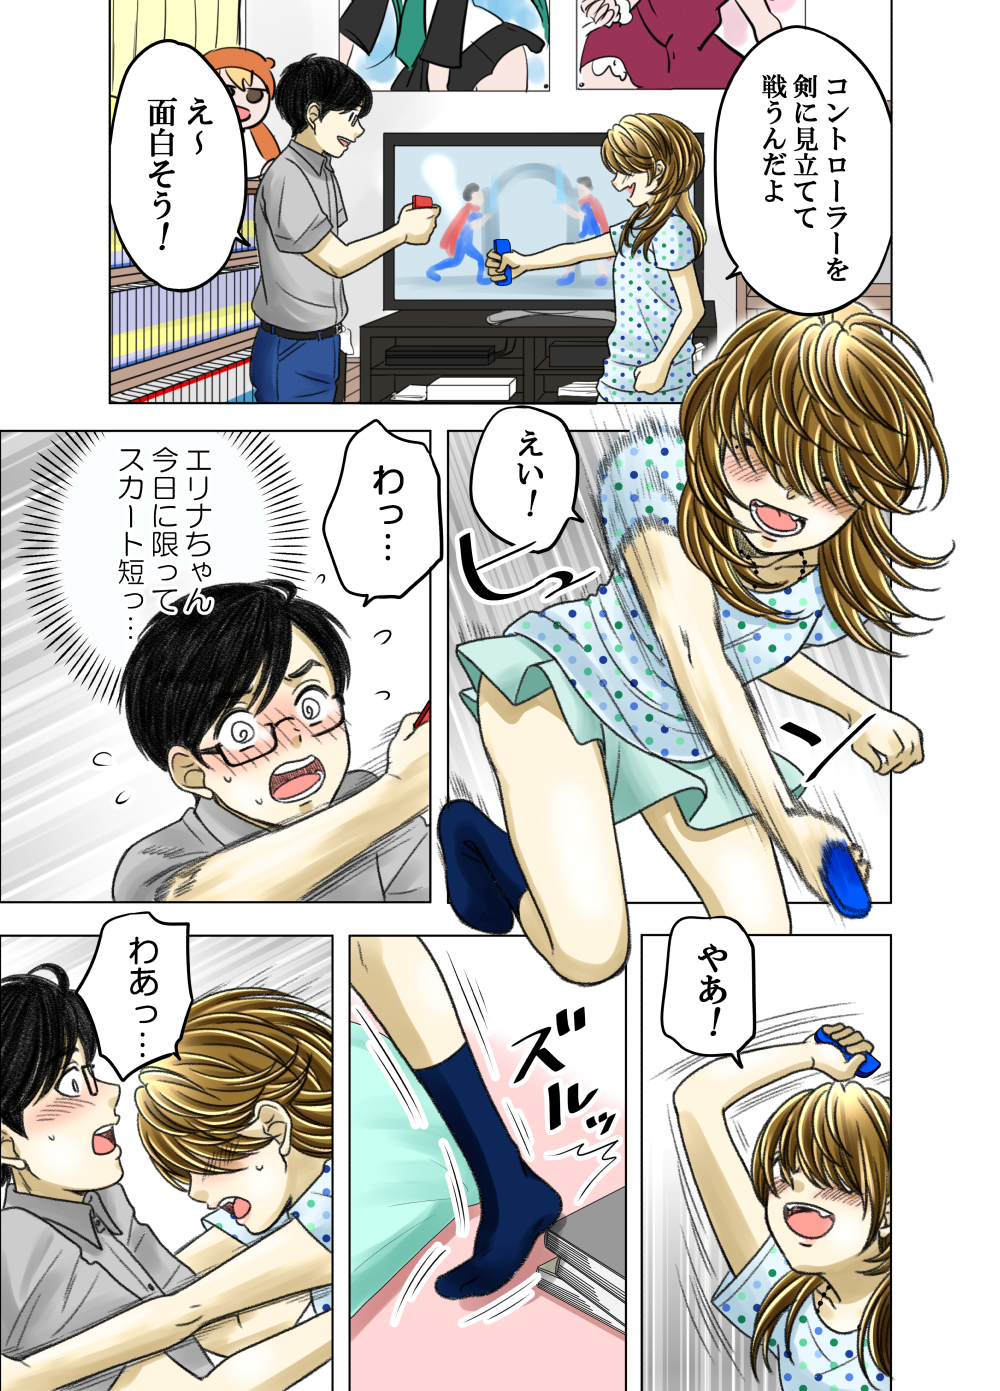 コントローラーを
剣に見立てて
戦うんだよ
え～
面白そう！
えい！
ビュ
ン
わっ…
エリナちゃん
今日に限って
スカート短っ…
やあ！
ズルッ
わあっ…